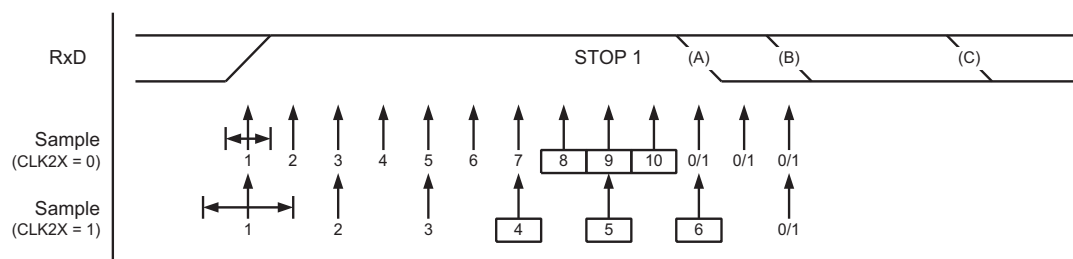 RxD STOP 1 (A) (B) (C)
Sample
(CLK2X = 0)
1 2 3 4 5 6 7 8 9 10 0/1 0/1 0/1
Sample
(CLK2X = 1)
1 2 3 4 5 6 0/1